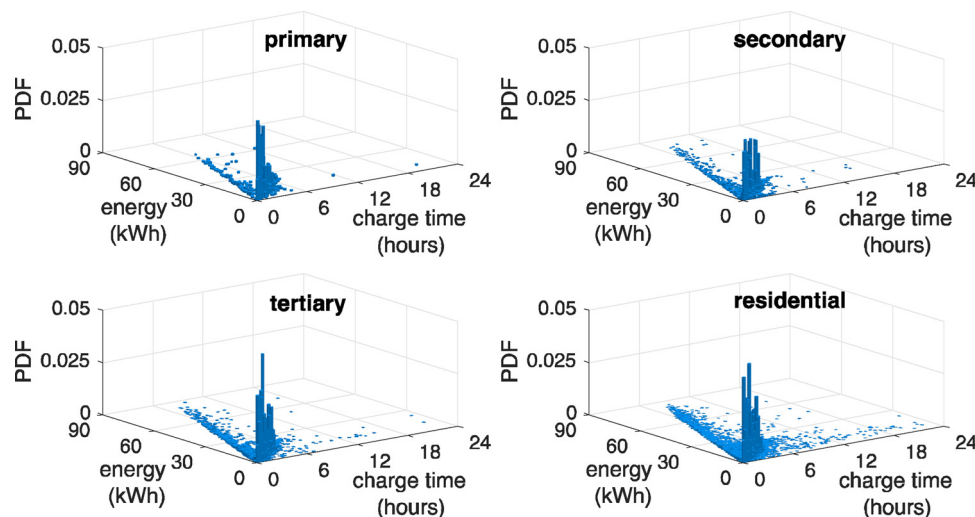 primary
0.05
PDF
0.025
0
90
60
30
0
energy
(kWh)
0
6
12
18
24
charge time
(hours)
secondary
0.05
PDF
0.025
0
90
60
30
0
energy
(kWh)
0
6
12
18
24
charge time
(hours)
tertiary
0.05
PDF
0.025
0
90
60
30
0
energy
(kWh)
0
6
12
18
24
charge time
(hours)
residential
0.05
PDF
0.025
0
90
60
30
0
energy
(kWh)
0
6
12
18
24
charge time
(hours)